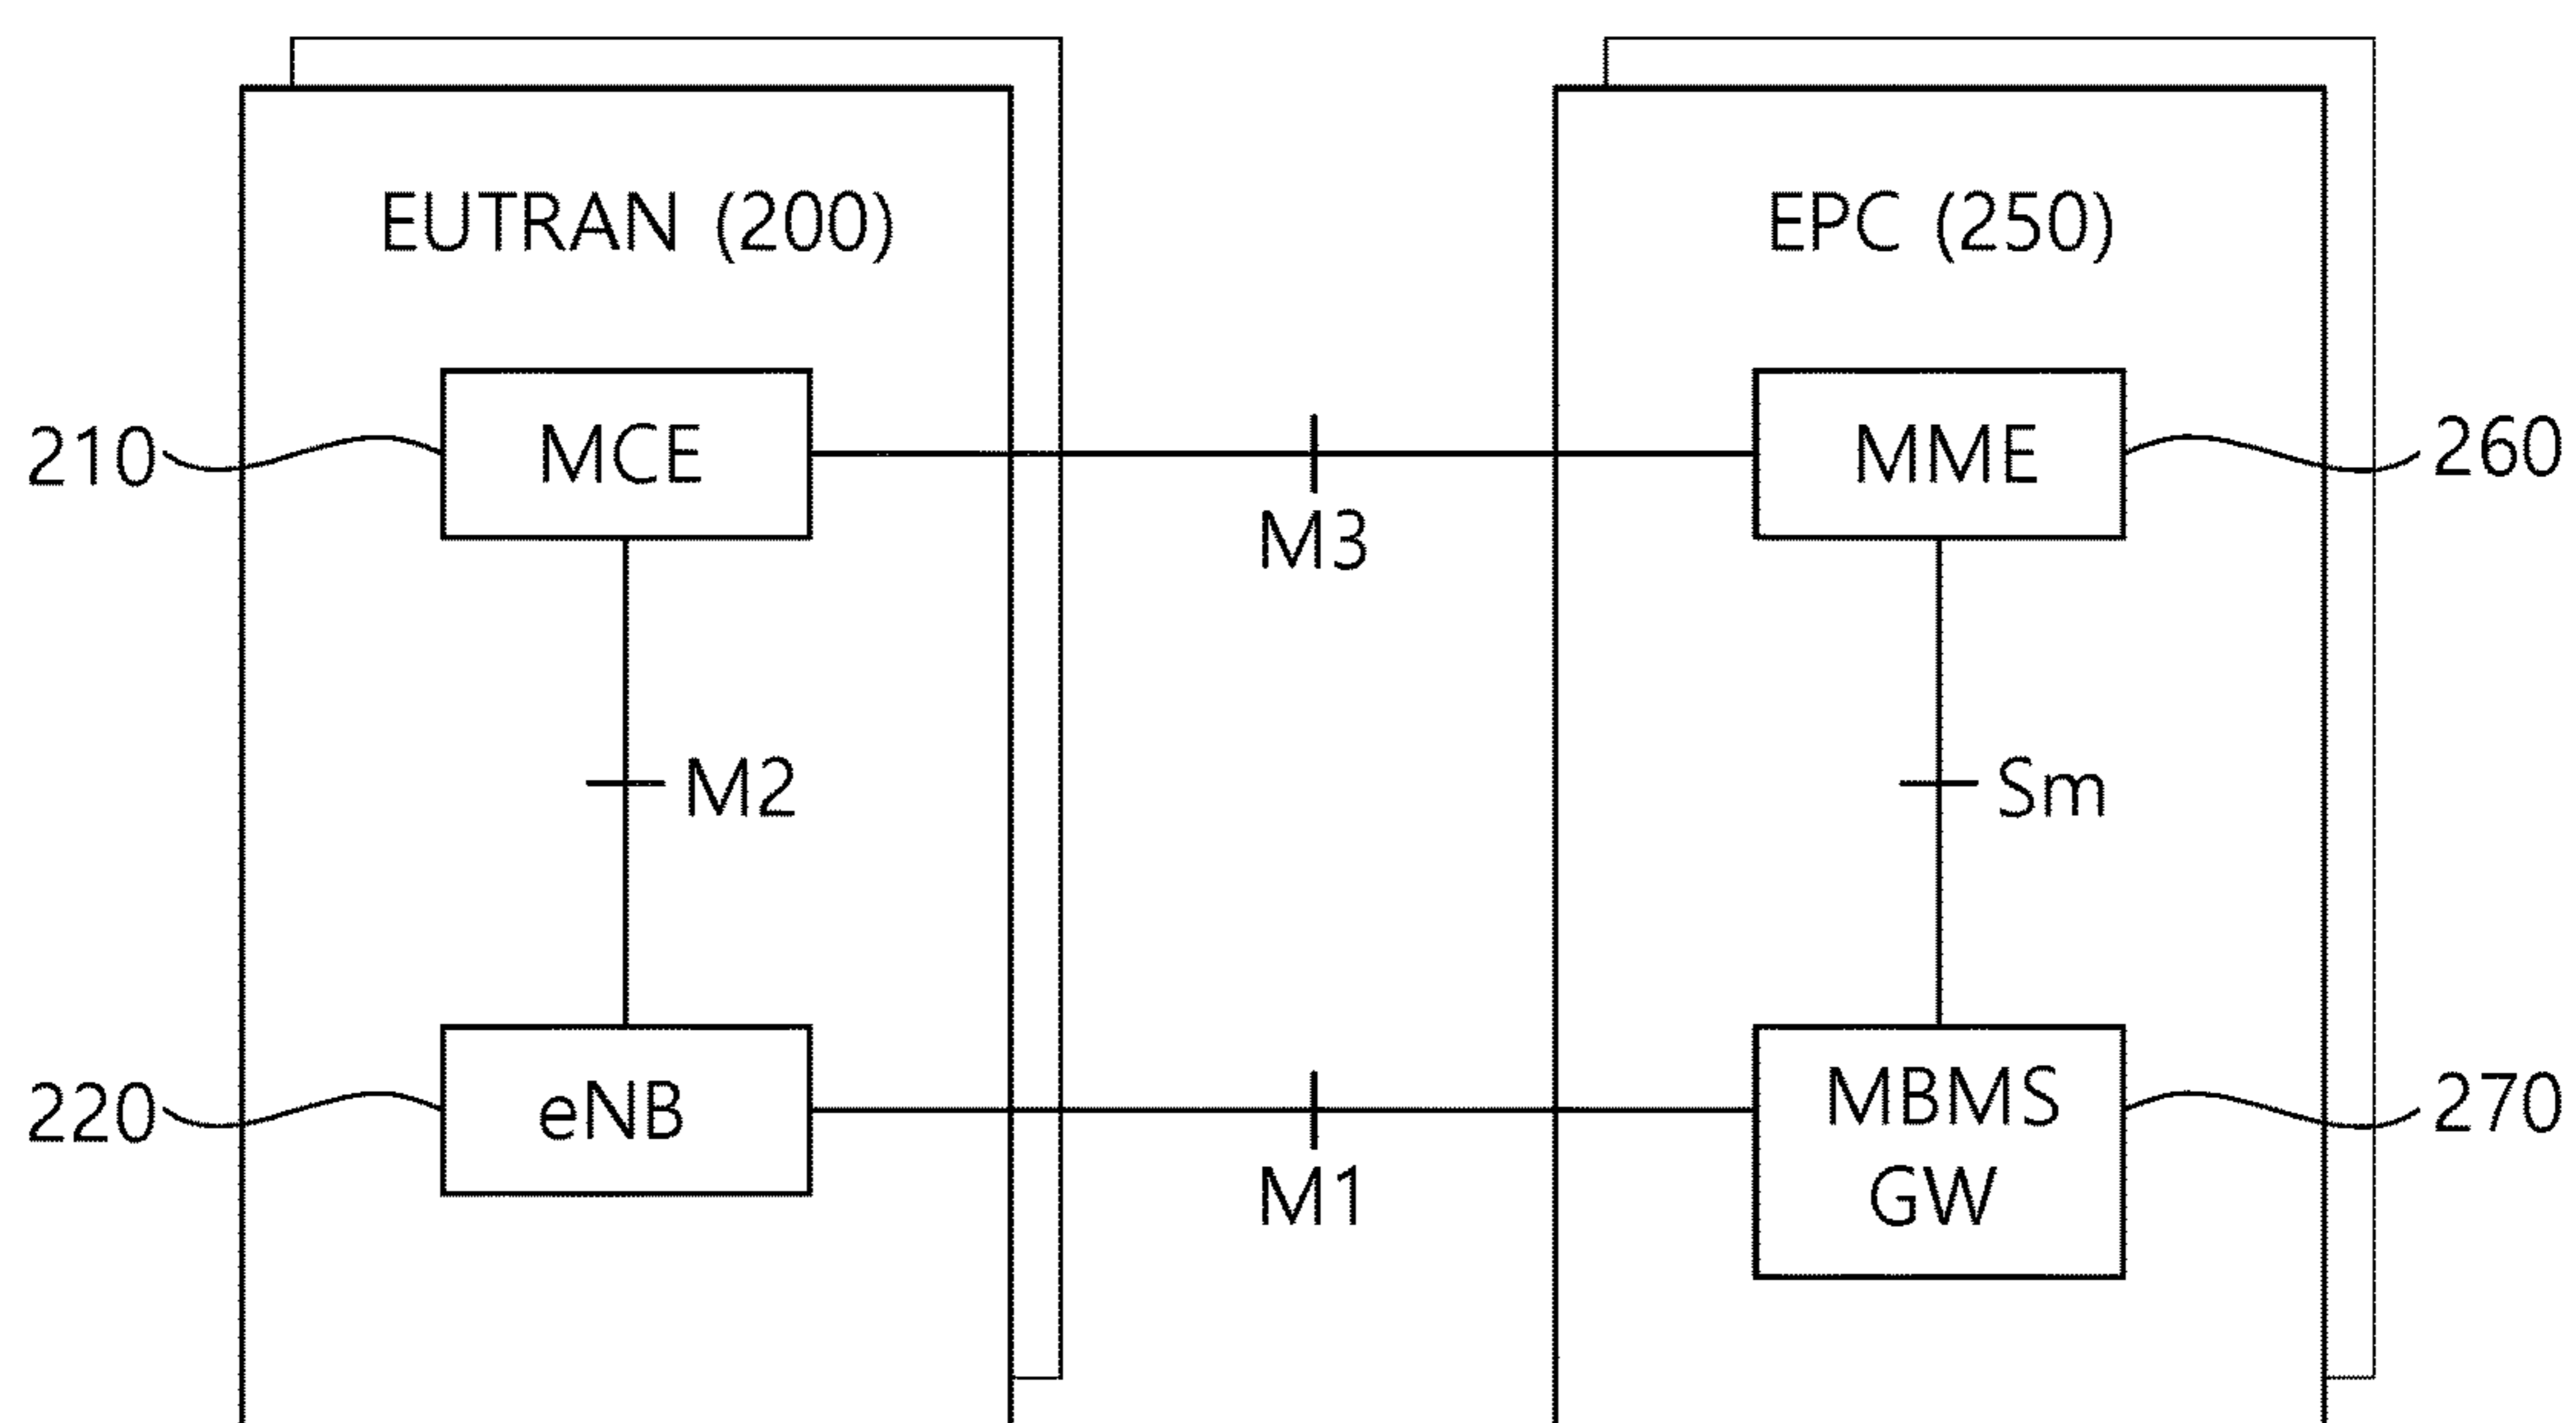 EUTRAN (200)
EPC (250)
210
MCE
MME
260
M3
M2
Sm
220
eNB
MBMS
GW
270
M1